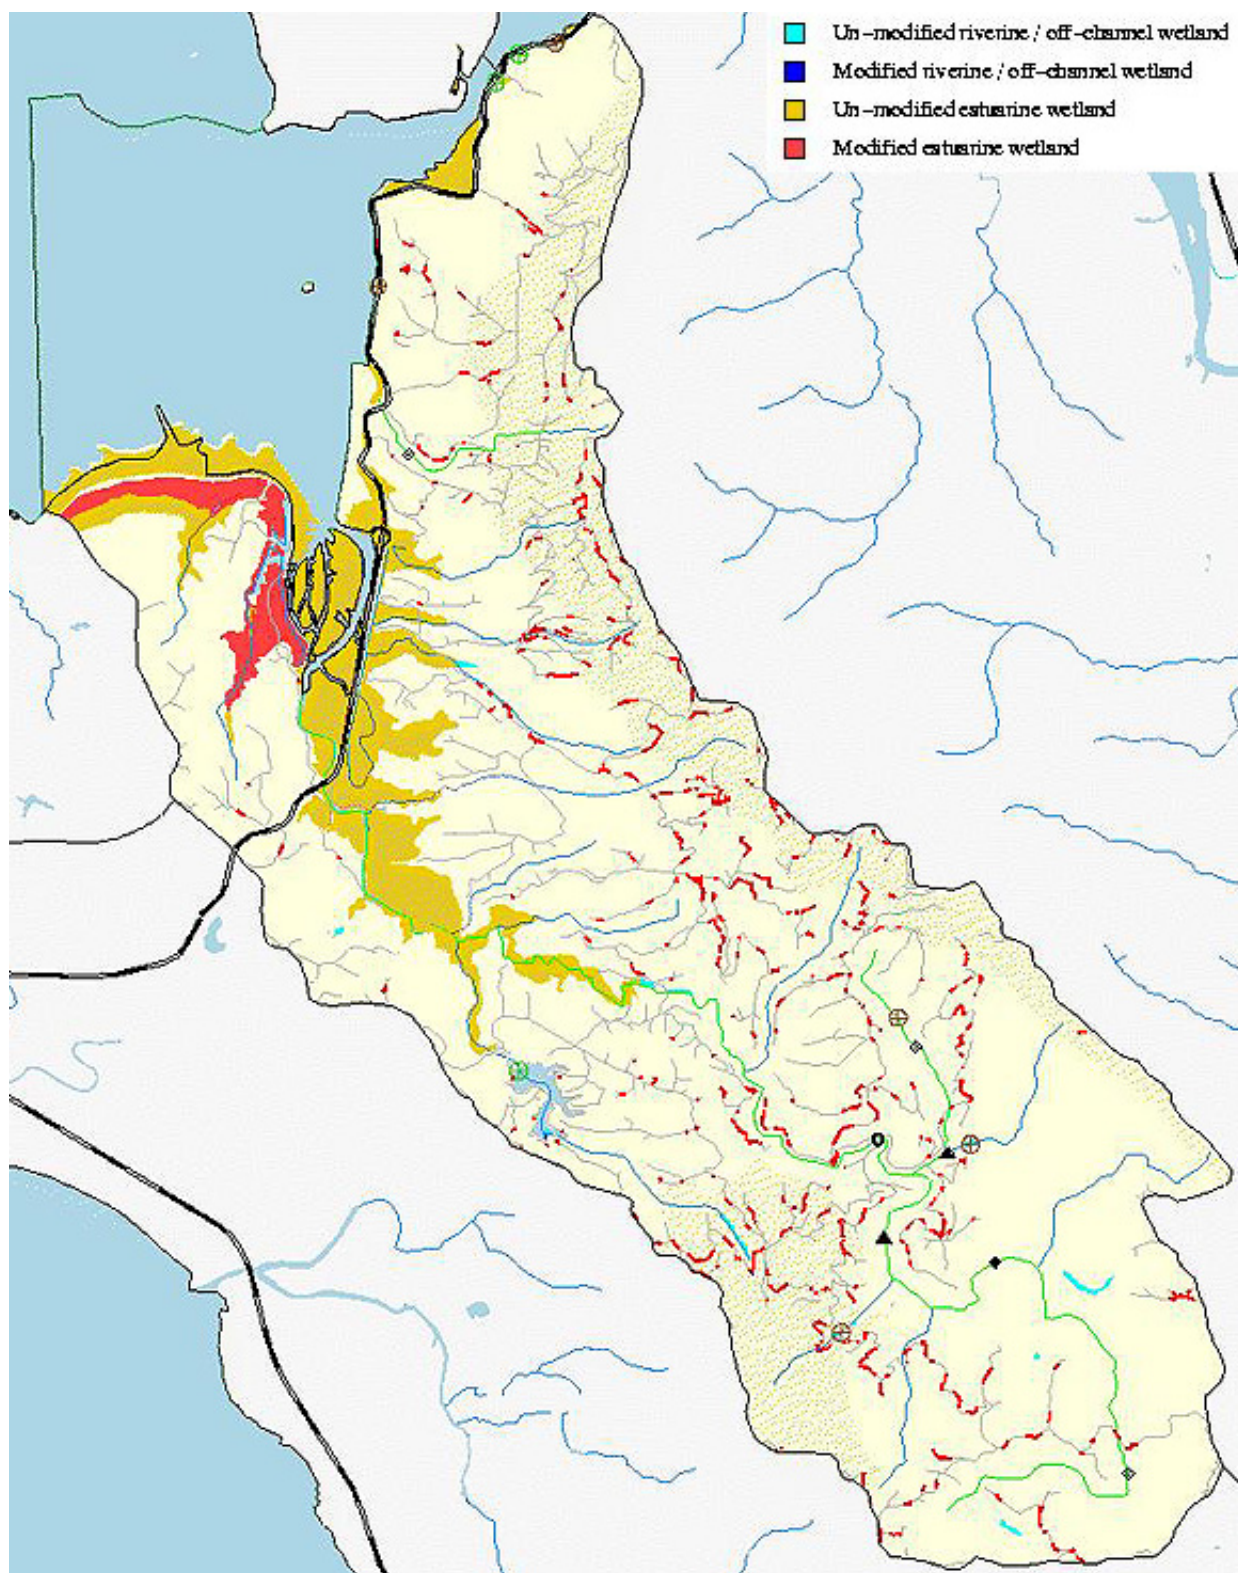 Un-modified riverine / off-channel wetland
Modified riverine / off-channel wetland
Un-modified estuarine wetland
Modified estuarine wetland